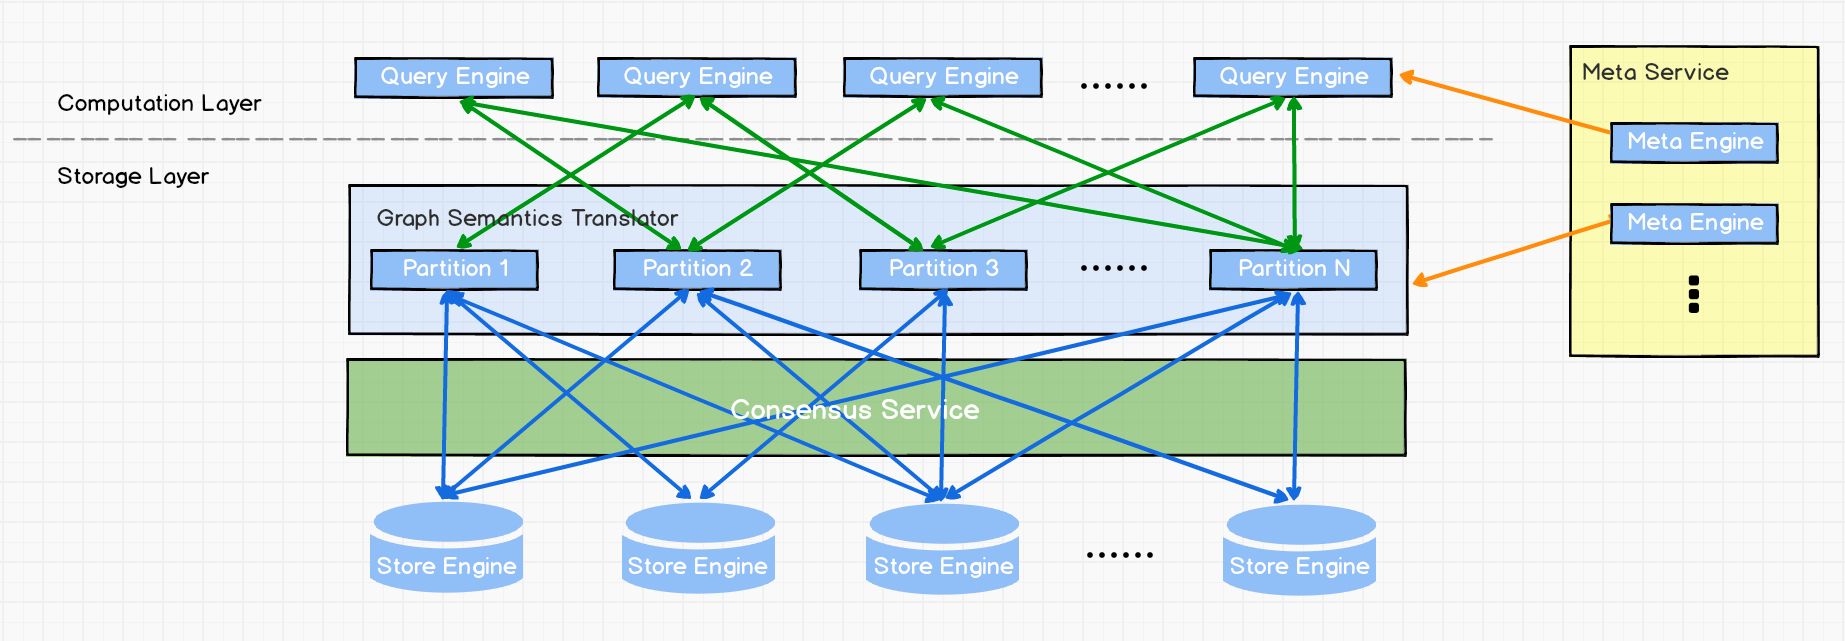 Query Engine
Query Engine
Query Engine
......
Query Engine
Meta Service
Computation Layer
Meta Engine
Storage Layer
Graph Semantics Translator
Meta Engine
Partition 1
Partition 2
Partition 3
......
Partition N
Consensus Service
Store Engine
Store Engine
Store Engine
......
Store Engine